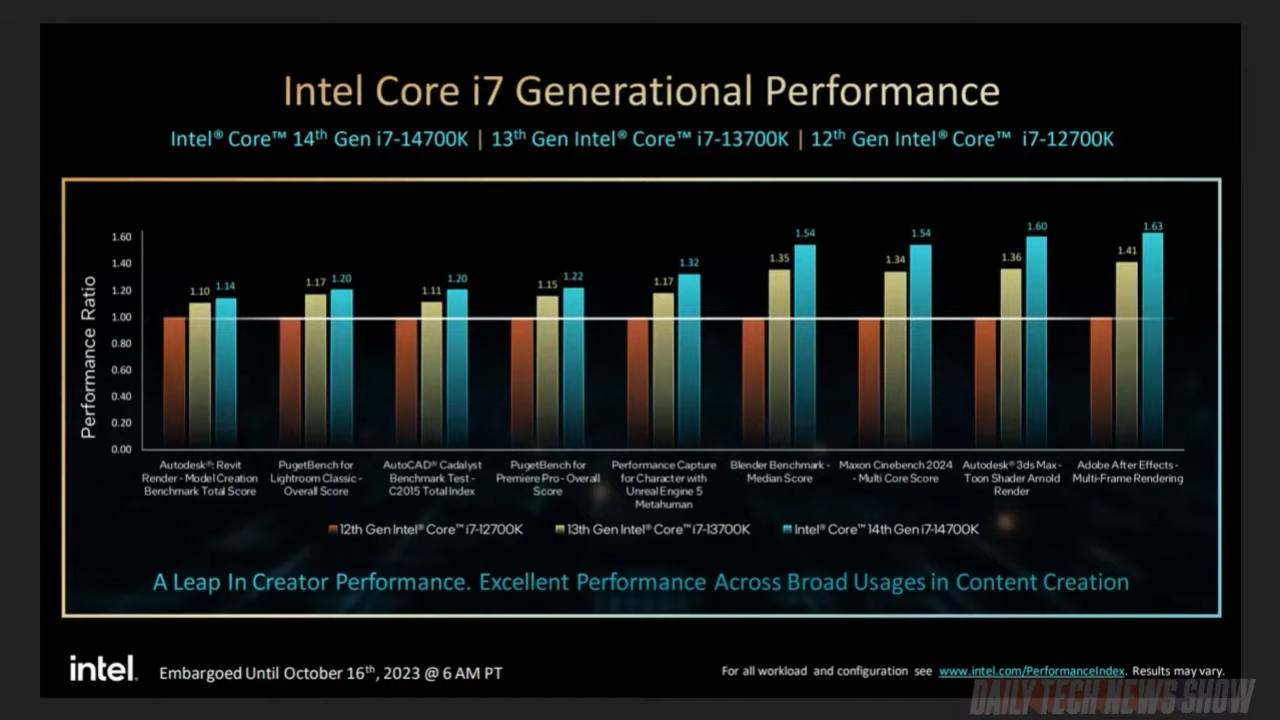 Intel Core i7 Generational Performance
Intel® Core™ 14th Gen i7-14700K | 13th Gen Intel® Core™ i7-13700K | 12th Gen Intel® Core™ i7-12700K
Performance Ratio
1.60
1.40
1.20
1.00
0.80
0.60
0.40
0.20
0.00
1.10 1.14
1.17 1.20
1.11 1.20
1.15 1.22
1.17 1.32
1.35 1.54
1.34 1.54
1.36 1.60
1.41 1.63
Autodesk®: Revit
Render - Model Creation
Benchmark Total Score
PugetBench for
Lightroom Classic -
Overall Score
AutoCAD® Cadalyst
Benchmark Test -
C2015 Total Index
PugetBench for
Premiere Pro - Overall
Score
Performance Capture
for Character with
Unreal Engine 5
Metahuman
Blender Benchmark -
Median Score
Maxon Cinebench 2024
- Multi Core Score
Autodesk® 3ds Max -
Toon Shader Arnold
Render
Adobe After Effects -
Multi-Frame Rendering
12th Gen Intel® Core™ i7-12700K
13th Gen Intel® Core™ i7-13700K
Intel® Core™ 14th Gen i7-14700K
A Leap In Creator Performance. Excellent Performance Across Broad Usages in Content Creation
intel.
Embargoed Until October 16th, 2023 @ 6 AM PT
For all workload and configuration see www.intel.com/PerformanceIndex. Results may vary.
DAILY TECH NEWS SHOW